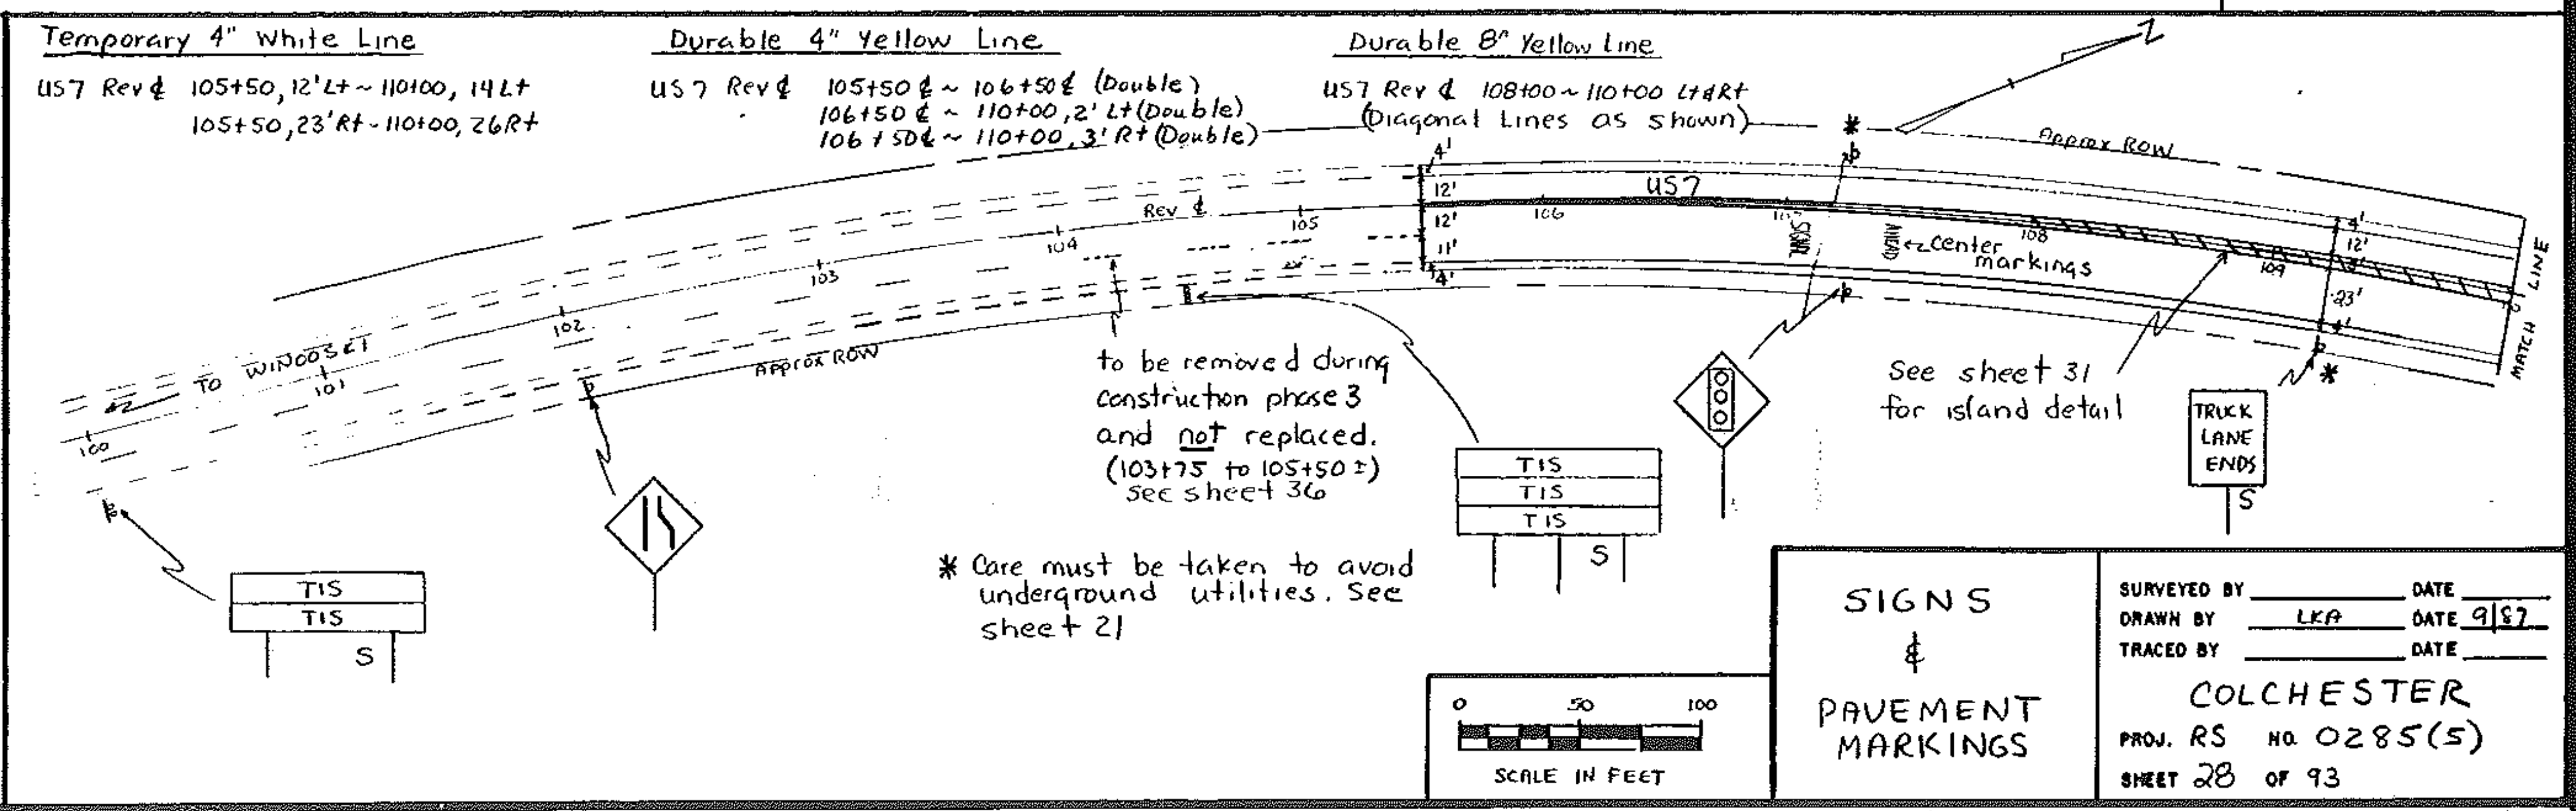 Temporary 4" White Line
US7 Rev ₵ 105+50, 12' Lt ~ 110+00, 14 Lt
105+50, 23' Rt ~ 110+00, 26 Rt
Durable 4" Yellow Line
US 7 Rev ₵ 105+50 ₵ ~ 106+50 ₵ (Double)
106+50 ₵ ~ 110+00, 2' Lt (Double)
106+50 ₵ ~ 110+00, 3' Rt (Double)
Durable 8" Yellow Line
US7 Rev ₵ 108+00 ~ 110+00 Lt & Rt
(Diagonal Lines as shown)
*
Approx ROW
4'
12'
12'
11'
4'
US7
Rev ₵
100
101
102
103
104
105
106
107
108
109
TO WINOOSKI
Approx ROW
SIGNAL
AHEAD
Center
markings
4'
12'
23'
4'
6'
MATCH LINE
*
to be removed during
construction phase 3
and not replaced.
(103+75 to 105+50 ±)
See sheet 36
See sheet 31
for island detail
TRUCK
LANE
ENDS
S
TIS
TIS
TIS
S
TIS
TIS
S
* Care must be taken to avoid
underground utilities. See
sheet 21
0 50 100
SCALE IN FEET
SIGNS
&
PAVEMENT
MARKINGS
SURVEYED BY DATE
DRAWN BY LKA DATE 9/87
TRACED BY DATE
COLCHESTER
PROJ. RS NO. 0285(5)
SHEET 28 OF 93